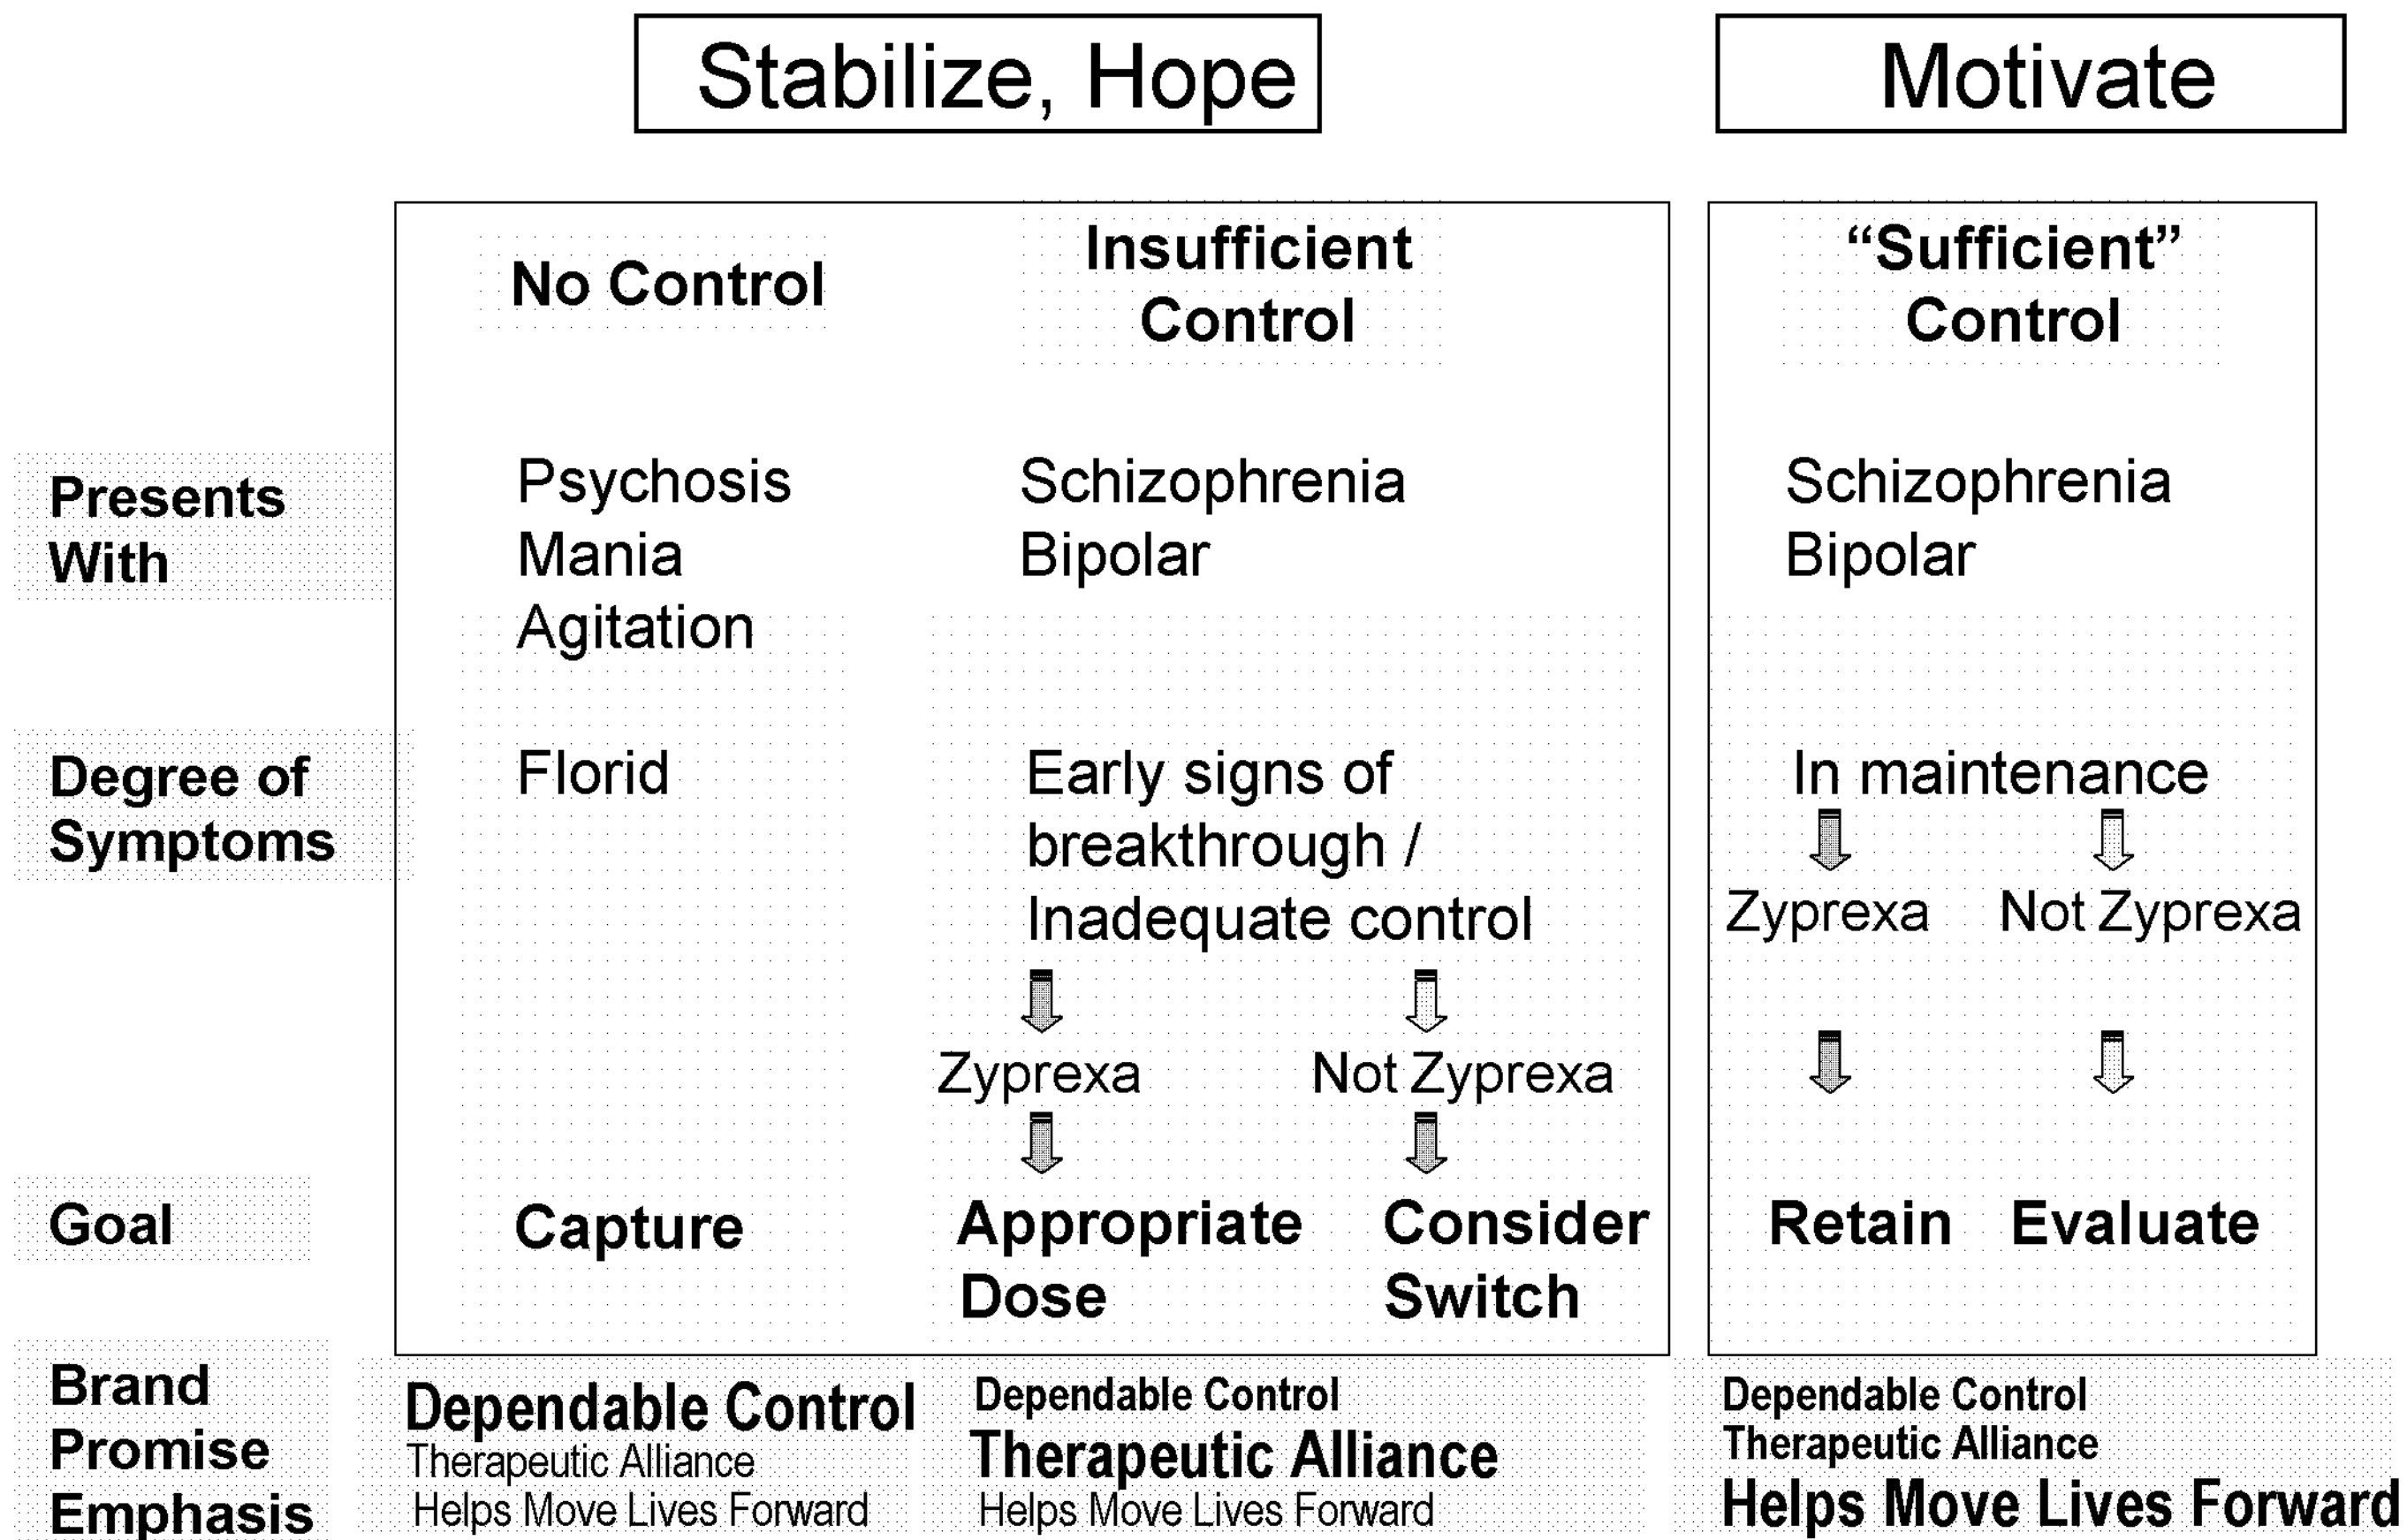 Stabilize, Hope
Motivate
No Control
Insufficient
Control
“Sufficient”
Control
Presents
With
Psychosis
Mania
Agitation
Schizophrenia
Bipolar
Schizophrenia
Bipolar
Degree of
Symptoms
Florid
Early signs of
breakthrough /
Inadequate control
Zyprexa
Not Zyprexa
In maintenance
Zyprexa
Not Zyprexa
Goal
Capture
Appropriate
Dose
Consider
Switch
Retain
Evaluate
Brand
Promise
Emphasis
Dependable Control
Therapeutic Alliance
Helps Move Lives Forward
Dependable Control
Therapeutic Alliance
Helps Move Lives Forward
Dependable Control
Therapeutic Alliance
Helps Move Lives Forward